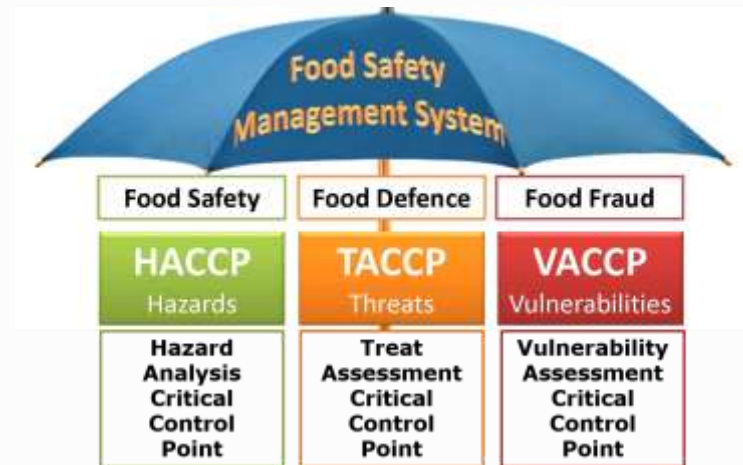 Food Safety
Management System
Food Safety
Food Defence
Food Fraud
HACCP
Hazards
TACCP
Threats
VACCP
Vulnerabilities
Hazard
Analysis
Critical
Control
Point
Treat
Assessment
Critical
Control
Point
Vulnerability
Assessment
Critical
Control
Point